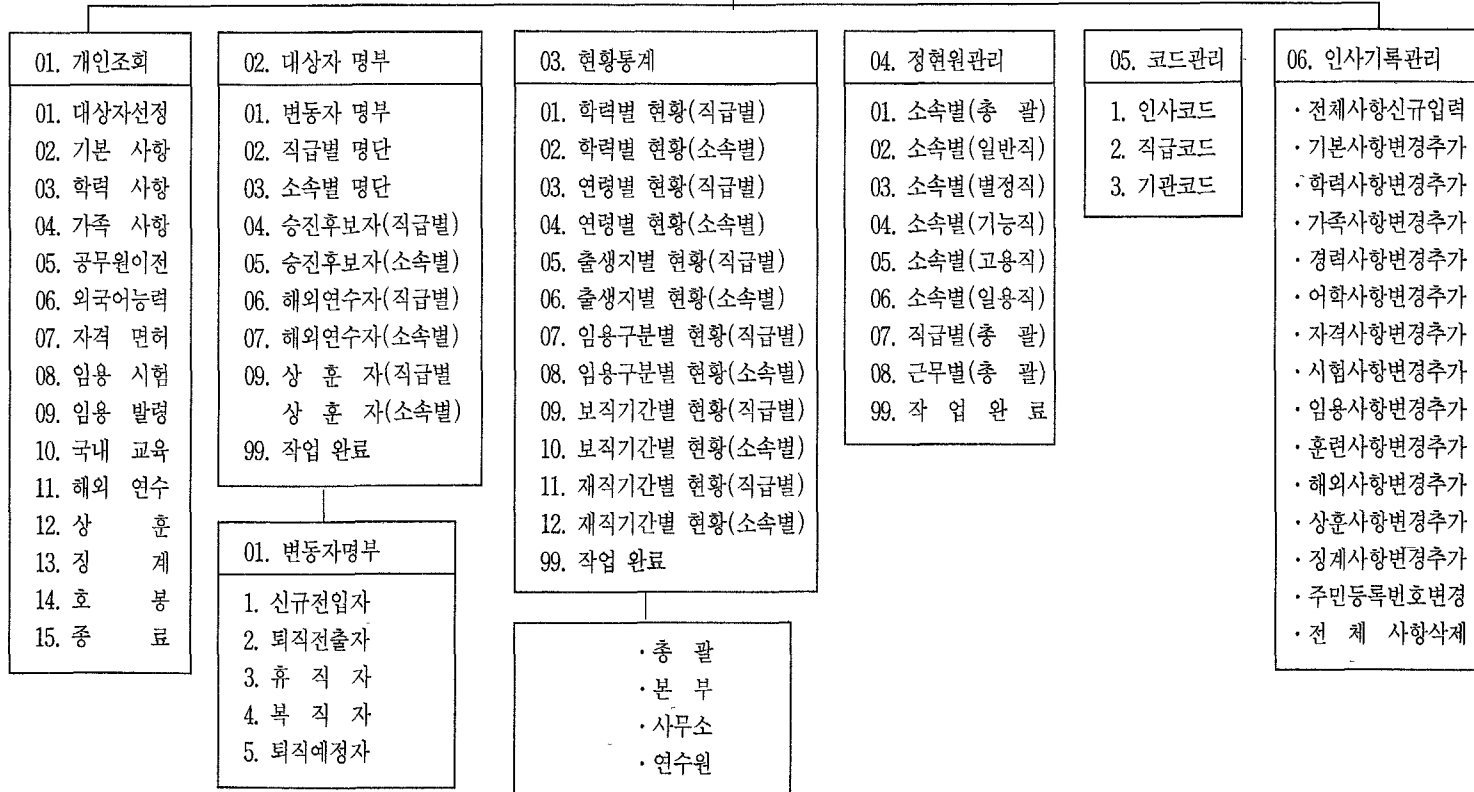 01. 개인조회
01. 대상자선정
02. 기본 사항
03. 학력 사항
04. 가족 사항
05. 공무원이전
06. 외국어능력
07. 자격 면허
08. 임용 시험
09. 임용 발령
10. 국내 교육
11. 해외 연수
12. 상 훈
13. 징 계
14. 호 봉
15. 종 료
02. 대상자 명부
01. 변동자 명부
02. 직급별 명단
03. 소속별 명단
04. 승진후보자(직급별)
05. 승진후보자(소속별)
06. 해외연수자(직급별)
07. 해외연수자(소속별)
09. 상 훈 자(직급별
상 훈 자(소속별)
99. 작업 완료
01. 변동자명부
1. 신규전입자
2. 퇴직전출자
3. 휴 직 자
4. 복 직 자
5. 퇴직예정자
03. 현황통계
01. 학력별 현황(직급별)
02. 학력별 현황(소속별)
03. 연령별 현황(직급별)
04. 연령별 현황(소속별)
05. 출생지별 현황(직급별)
06. 출생지별 현황(소속별)
07. 임용구분별 현황(직급별)
08. 임용구분별 현황(소속별)
09. 보직기간별 현황(직급별)
10. 보직기간별 현황(소속별)
11. 재직기간별 현황(직급별)
12. 재직기간별 현황(소속별)
99. 작업 완료
·총 괄
·본 부
·사무소
·연수원
04. 정현원관리
01. 소속별(총 괄)
02. 소속별(일반직)
03. 소속별(별정직)
04. 소속별(기능직)
05. 소속별(고용직)
06. 소속별(일용직)
07. 직급별(총 괄)
08. 근무별(총 괄)
99. 작 업 완 료
05. 코드관리
1. 인사코드
2. 직급코드
3. 기관코드
06. 인사기록관리
·전체사항신규입력
·기본사항변경추가
·학력사항변경추가
·가족사항변경추가
·경력사항변경추가
·어학사항변경추가
·자격사항변경추가
·시험사항변경추가
·임용사항변경추가
·훈련사항변경추가
·해외사항변경추가
·상훈사항변경추가
·징계사항변경추가
·주민등록번호변경
·전 체 사항삭제